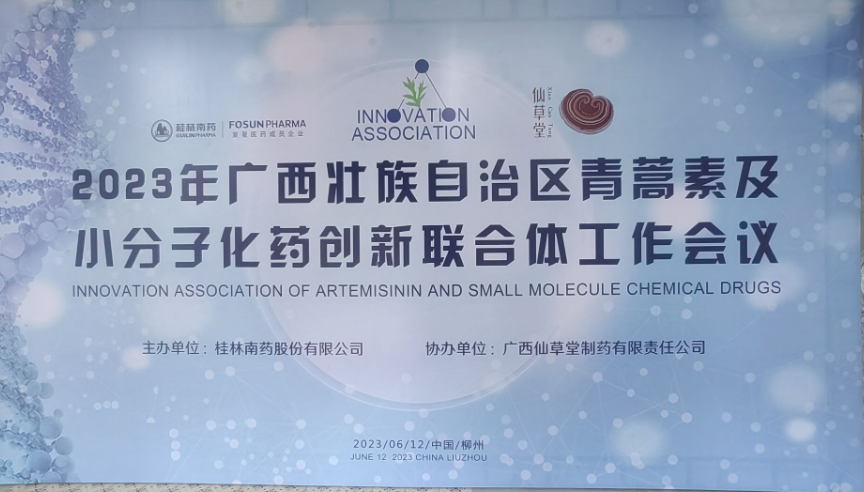 桂林南药
GUILINPHARMA
FOSUNPHARMA
复星医药成员企业
INNOVATION
ASSOCIATION
仙草堂
Xian Cao Tang
2023年广西壮族自治区青蒿素及
小分子化药创新联合体工作会议
INNOVATION ASSOCIATION OF ARTEMISININ AND SMALL MOLECULE CHEMICAL DRUGS
主办单位：桂林南药股份有限公司 协办单位：广西仙草堂制药有限责任公司
2023/06/12/中国/柳州
JUNE 12 2023 CHINA LIUZHOU